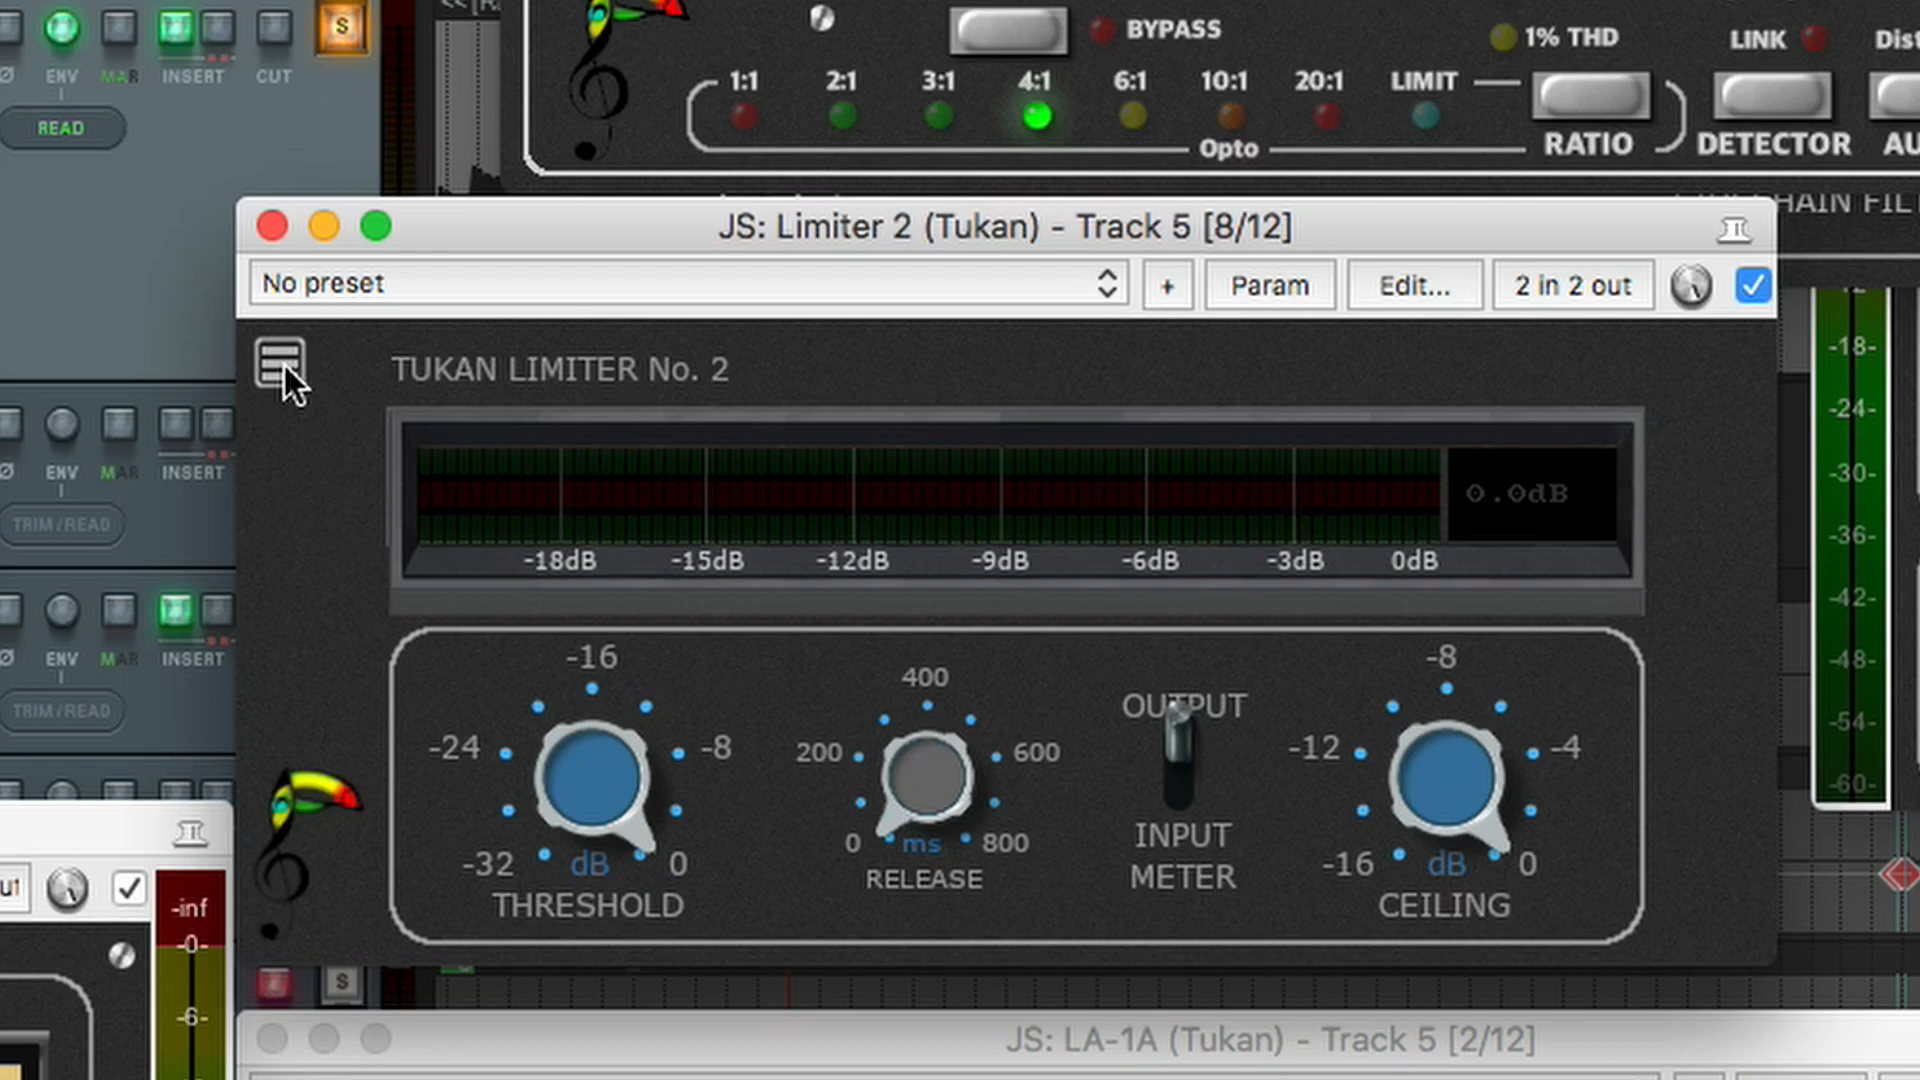 S
BYPASS
1% THD
LINK
ENV
MAR
INSERT
CUT
1:1
2:1
3:1
4:1
6:1
10:1
20:1
LIMIT
READ
Opto
RATIO
DETECTOR
JS: Limiter 2 (Tukan) - Track 5 [8/12]
No preset
+
Param
Edit...
2 in 2 out
TUKAN LIMITER No. 2
-18-
-24-
-30-
-36-
-42-
-48-
-54-
-60-
ENV
MAR
INSERT
TRIM/READ
0.0dB
-18dB
-15dB
-12dB
-9dB
-6dB
-3dB
0dB
ENV
MAR
INSERT
TRIM/READ
-16
-24
-8
-32
dB
0
THRESHOLD
400
200
600
0
ms
800
RELEASE
OUTPUT
INPUT
METER
-8
-12
-4
-16
dB
0
CEILING
-inf
-0-
-6-
S
JS: LA-1A (Tukan) - Track 5 [2/12]